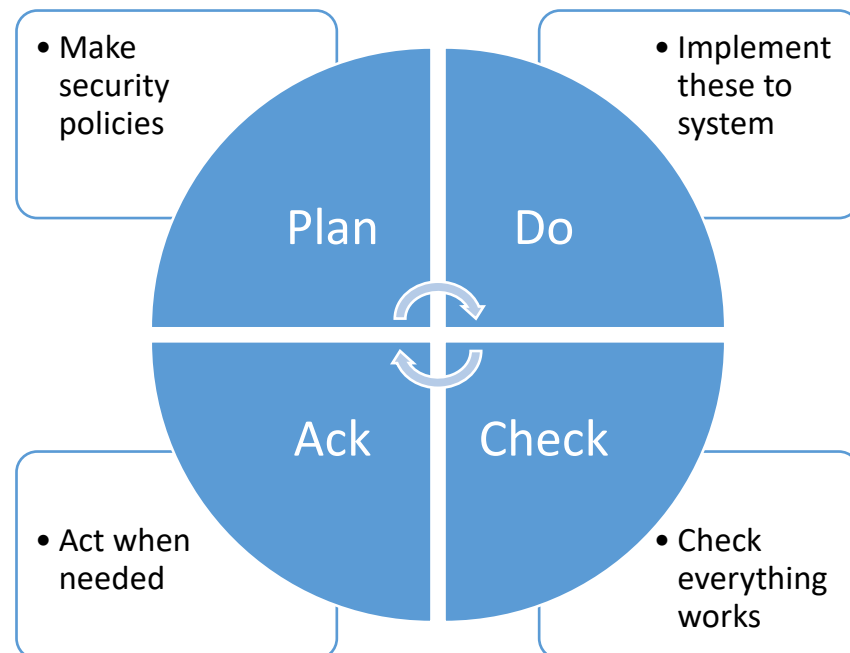 • Make
security
policies
• Implement
these to
system
Plan
Do
Ack
Check
• Act when
needed
• Check
everything
works